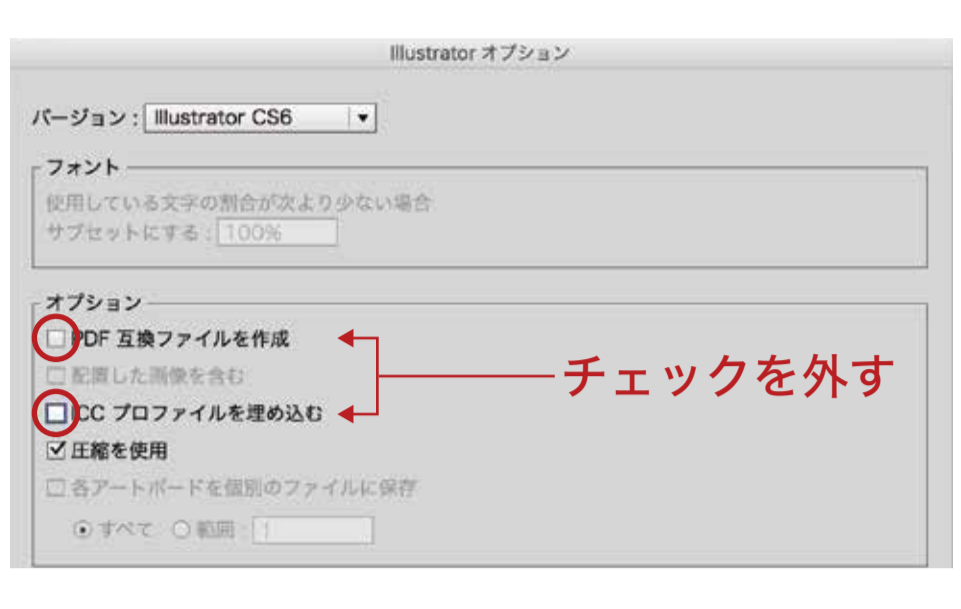 Illustrator オプション
バージョン : Illustrator CS6
フォント
使用している文字の割合が次より少ない場合
サブセットにする : 100%
オプション
PDF 互換ファイルを作成
配置した画像を含む
ICC プロファイルを埋め込む
チェックを外す
圧縮を使用
各アートボードを個別のファイルに保存
すべて 範囲 : 1